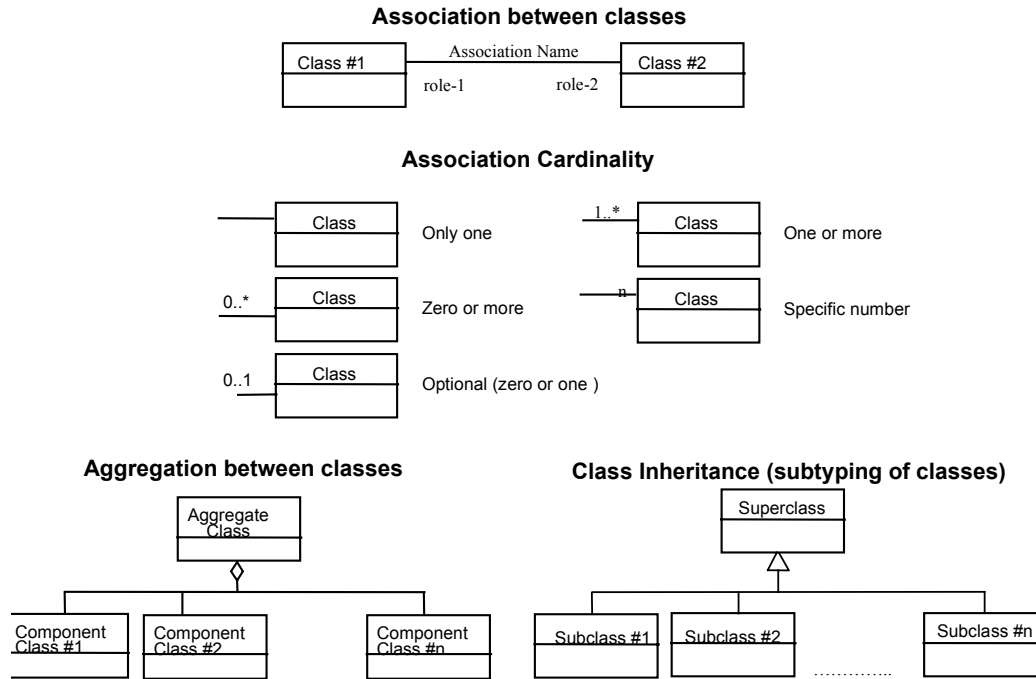 Association between classes
Class #1
Association Name
Class #2
role-1
role-2
Association Cardinality
Class
Only one
1..*
Class
One or more
0..*
Class
Zero or more
n
Class
Specific number
0..1
Class
Optional (zero or one )
Aggregation between classes
Class Inheritance (subtyping of classes)
Aggregate
Class
Superclass
Component
Class #1
Component
Class #2
Component
Class #n
Subclass #1
Subclass #2
Subclass #n
..............